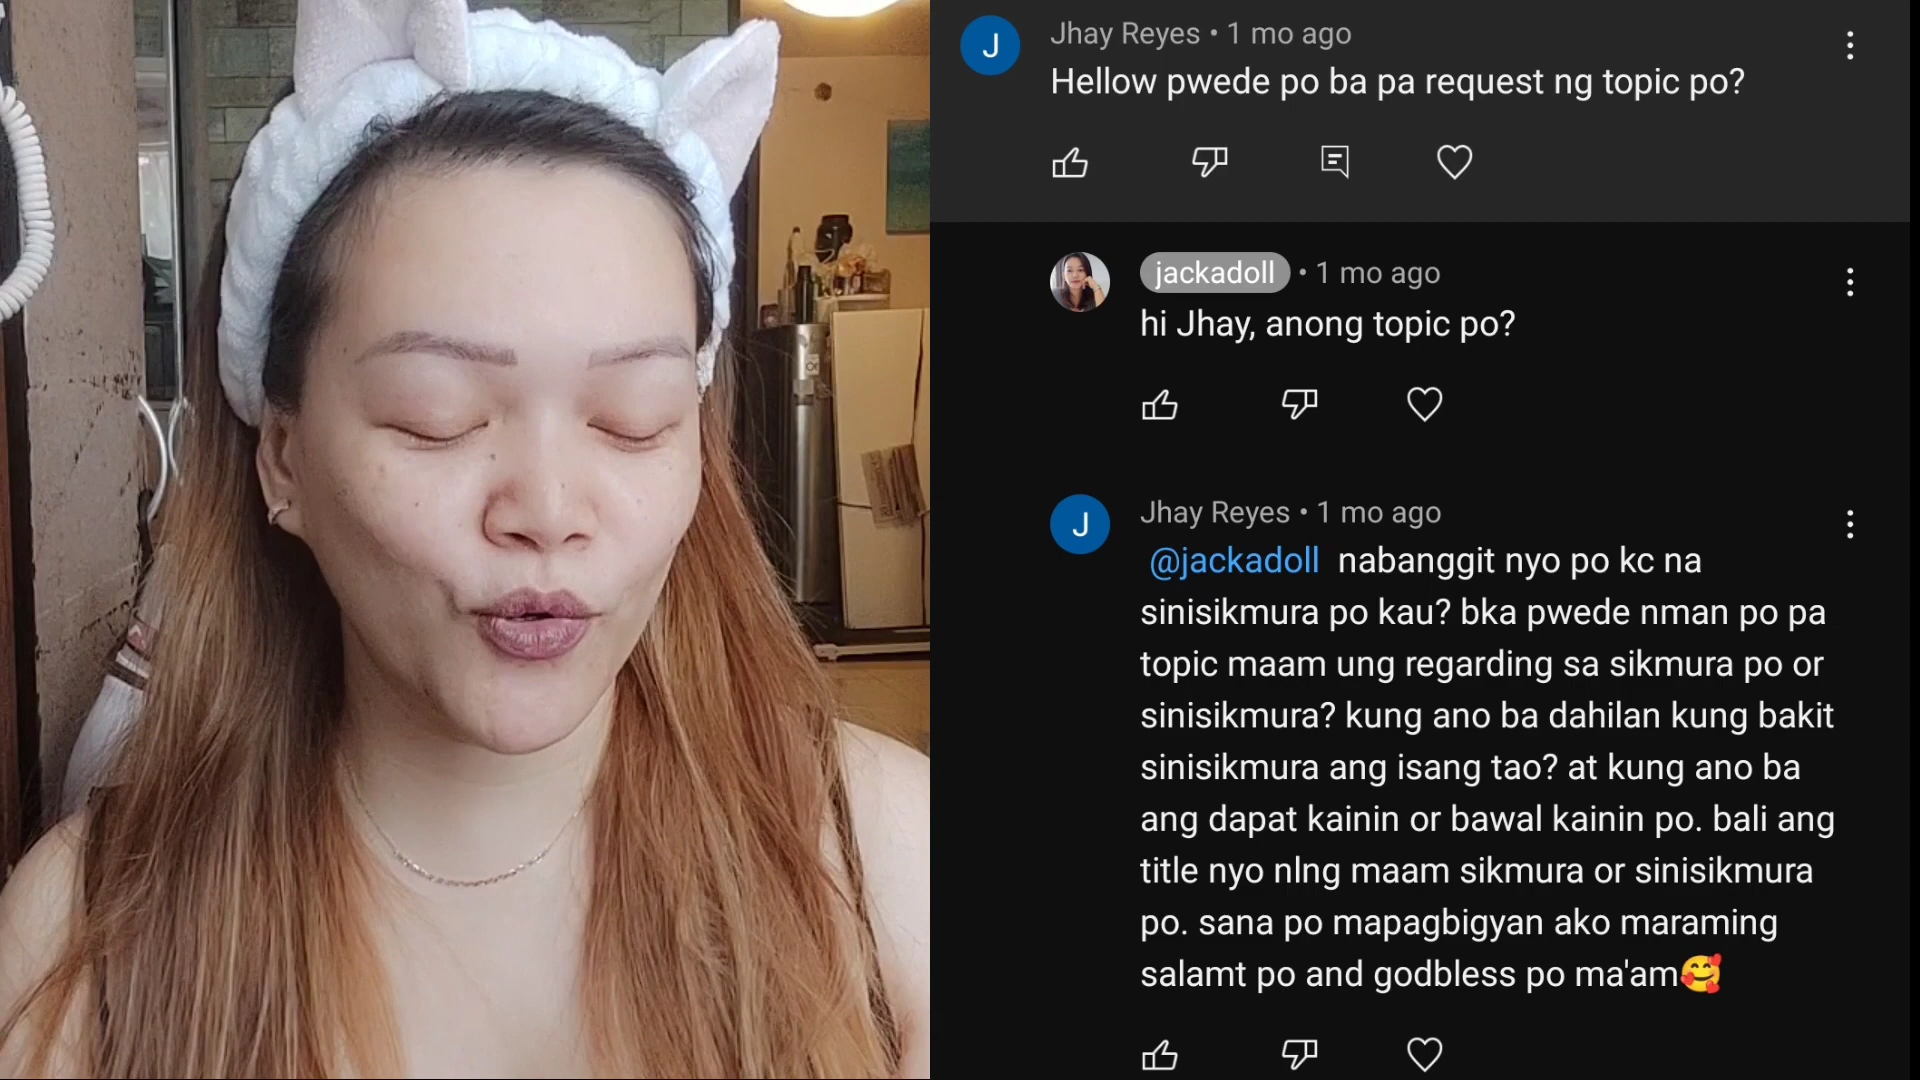 J
Jhay Reyes • 1 mo ago
Hellow pwede po ba pa request ng topic po?
jackadoll • 1 mo ago
hi Jhay, anong topic po?
J
Jhay Reyes • 1 mo ago
@jackadoll nabanggit nyo po kc na
sinisikmura po kau? bka pwede nman po pa
topic maam ung regarding sa sikmura po or
sinisikmura? kung ano ba dahilan kung bakit
sinisikmura ang isang tao? at kung ano ba
ang dapat kainin or bawal kainin po. bali ang
title nyo nlng maam sikmura or sinisikmura
po. sana po mapagbigyan ako maraming
salamt po and godbless po ma'am🥰